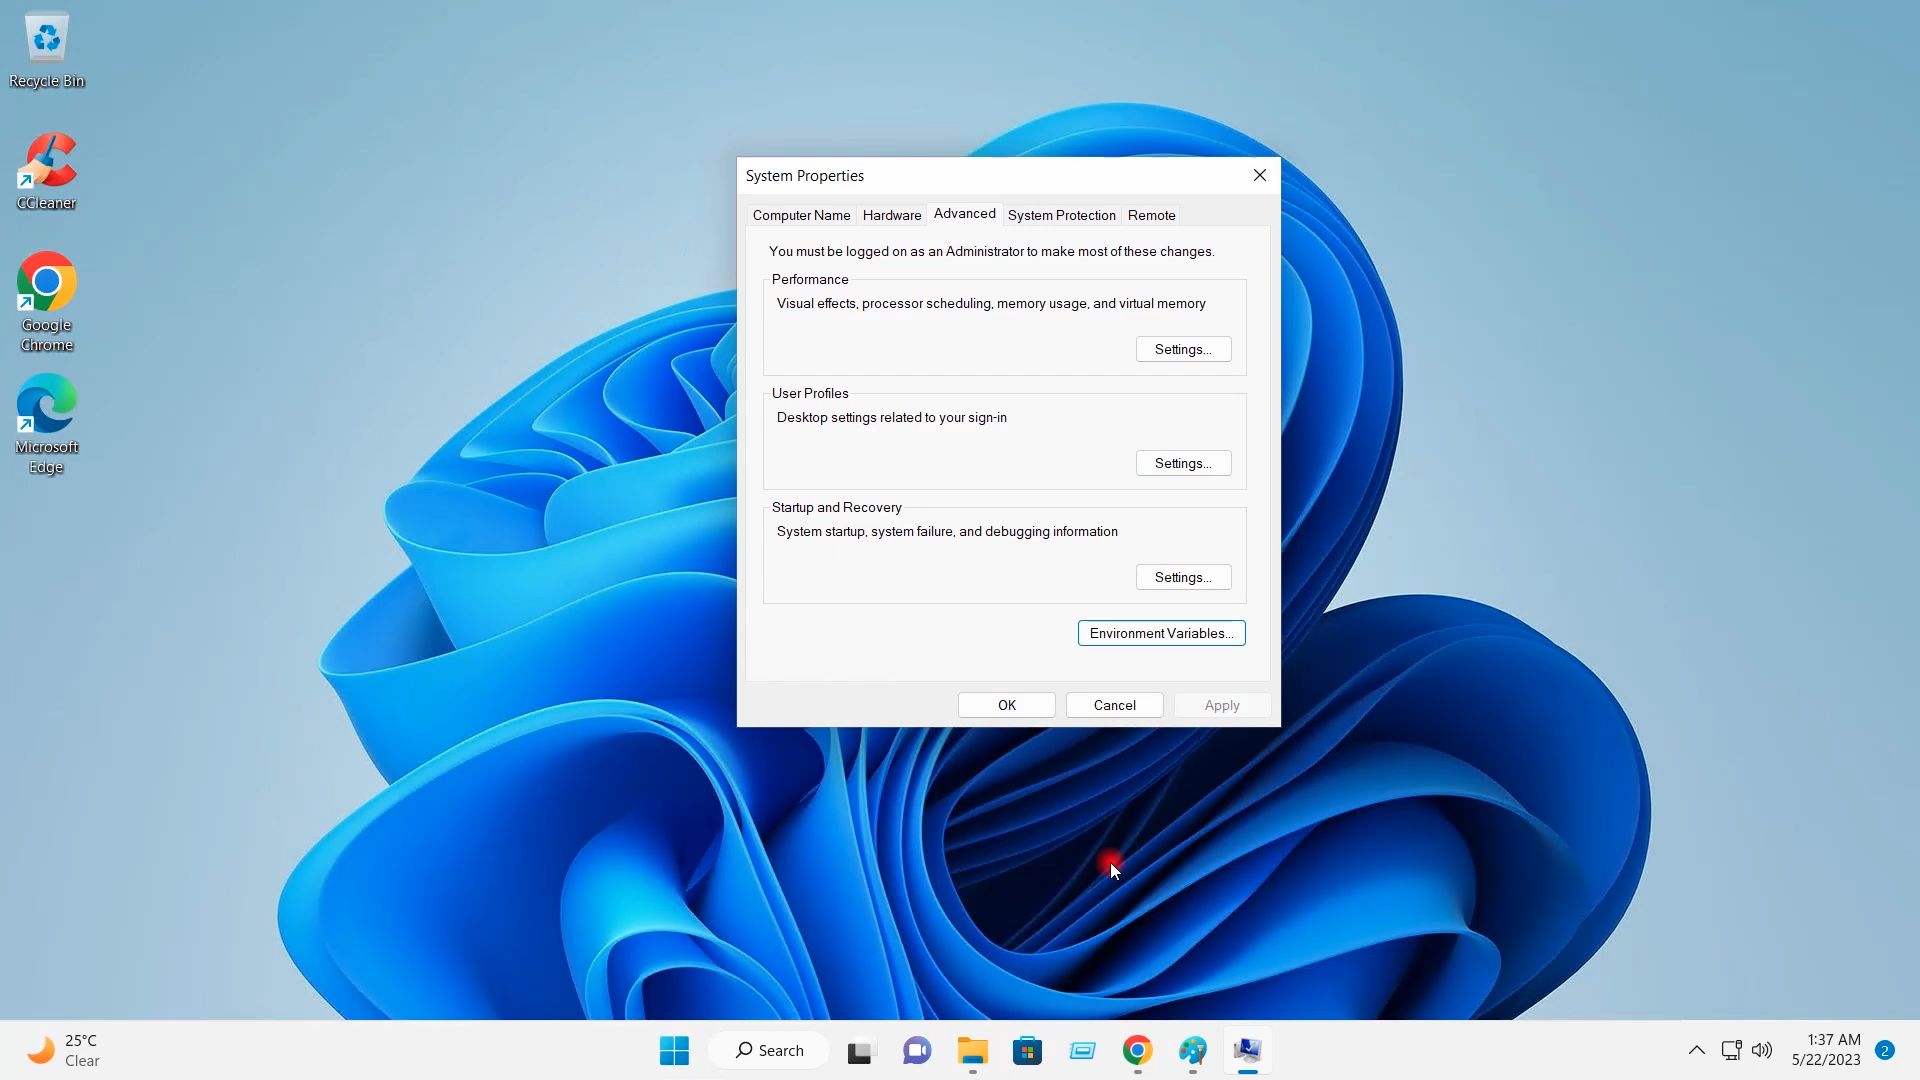 Recycle Bin
CCleaner
Google
Chrome
Microsoft
Edge
System Properties
Computer Name Hardware Advanced System Protection Remote
You must be logged on as an Administrator to make most of these changes.
Performance
Visual effects, processor scheduling, memory usage, and virtual memory
Settings...
User Profiles
Desktop settings related to your sign-in
Settings...
Startup and Recovery
System startup, system failure, and debugging information
Settings...
Environment Variables...
OK Cancel Apply
25°C
Clear
Search
1:37 AM
5/22/2023
2